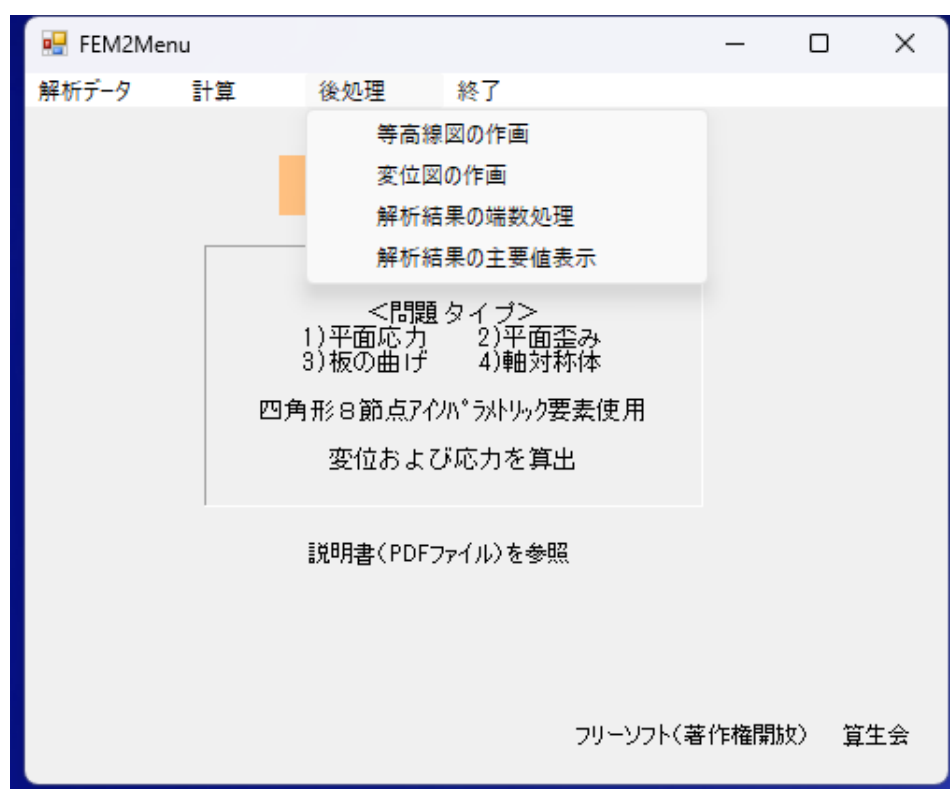 FEM2Menu
解析データ 計算 後処理 終了
等高線図の作画
変位図の作画
解析結果の端数処理
解析結果の主要値表示
＜問題タイプ＞
1)平面応力 2)平面歪み
3)板の曲げ 4)軸対称体
四角形８節点ｱｲｿﾊﾟﾗﾒﾄﾘｯｸ要素使用
変位および応力を算出
説明書(PDFファイル)を参照
フリーソフト(著作権開放) 算生会